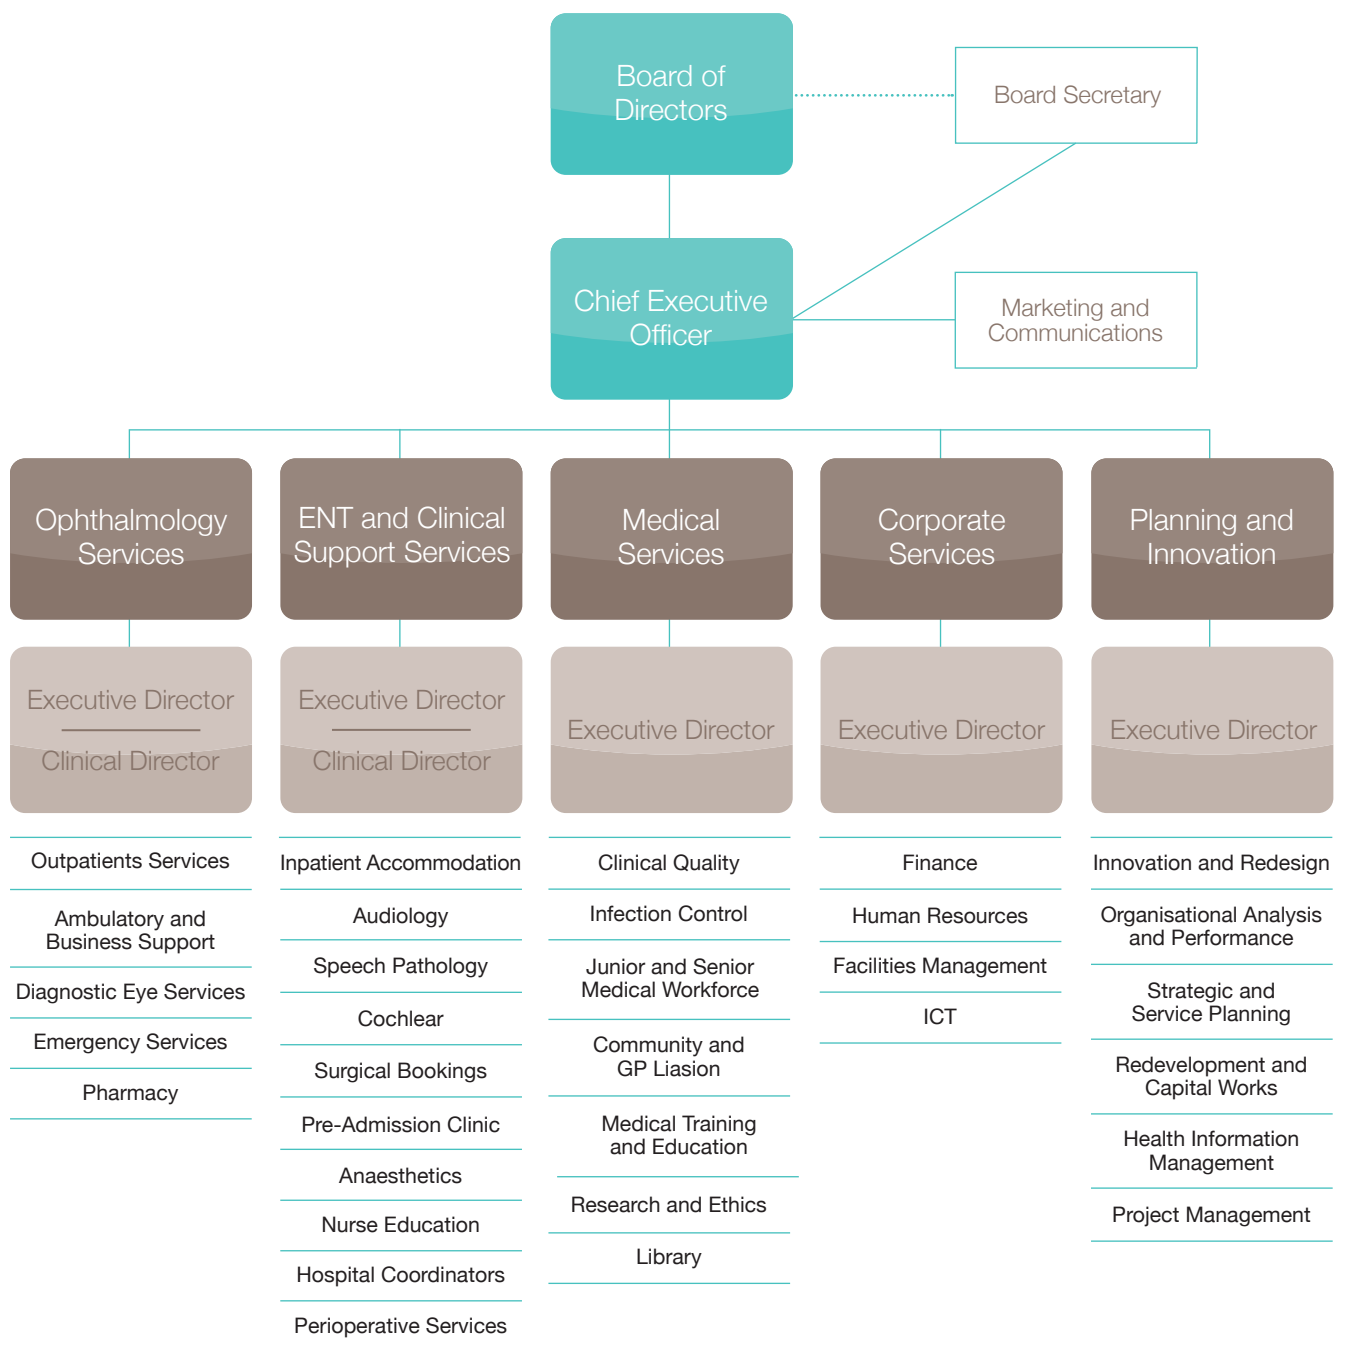 Board of
Directors
Board Secretary
Chief Executive
Officer
Marketing and
Communications
Ophthalmology
Services
ENT and Clinical
Support Services
Medical
Services
Corporate
Services
Planning and
Innovation
Executive Director
Clinical Director
Executive Director
Clinical Director
Executive Director
Executive Director
Executive Director
Outpatients Services
Ambulatory and
Business Support
Diagnostic Eye Services
Emergency Services
Pharmacy
Inpatient Accommodation
Audiology
Speech Pathology
Cochlear
Surgical Bookings
Pre-Admission Clinic
Anaesthetics
Nurse Education
Hospital Coordinators
Perioperative Services
Clinical Quality
Infection Control
Junior and Senior
Medical Workforce
Community and
GP Liasion
Medical Training
and Education
Research and Ethics
Library
Finance
Human Resources
Facilities Management
ICT
Innovation and Redesign
Organisational Analysis
and Performance
Strategic and
Service Planning
Redevelopment and
Capital Works
Health Information
Management
Project Management